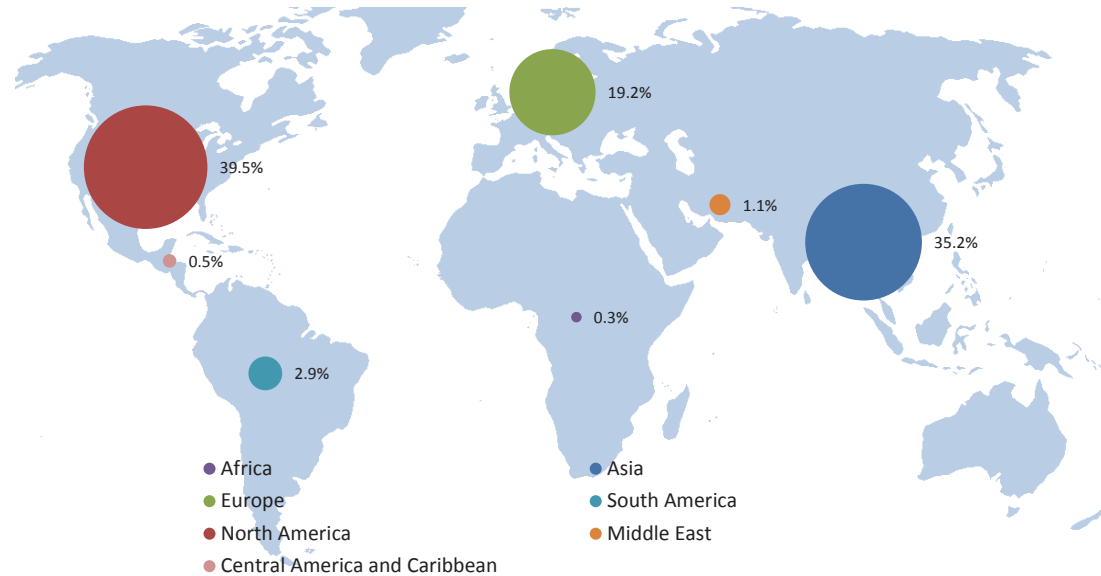 19.2%
39.5%
1.1%
35.2%
0.5%
0.3%
2.9%
Africa
Asia
Europe
South America
North America
Middle East
Central America and Caribbean